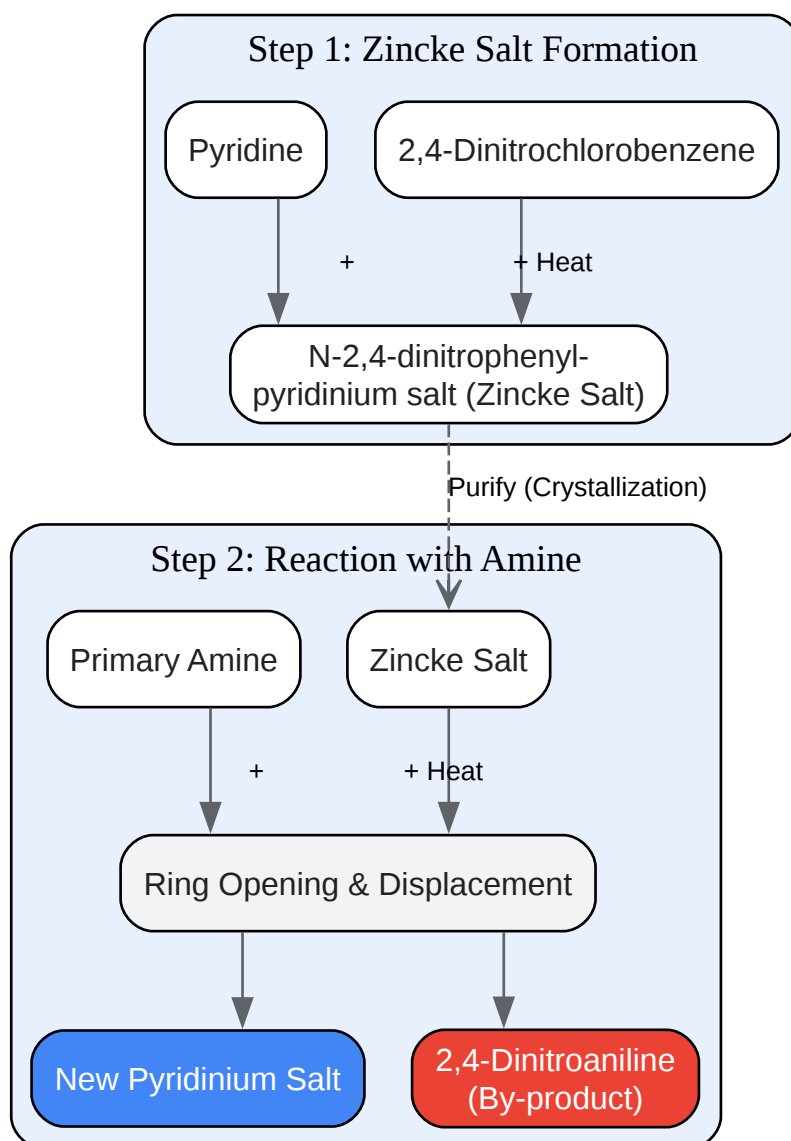 Step 1: Zincke Salt Formation
Pyridine
2,4-Dinitrochlorobenzene
+
+ Heat
N-2,4-dinitrophenyl-
pyridinium salt (Zincke Salt)
Purify (Crystallization)
Step 2: Reaction with Amine
Primary Amine
Zincke Salt
+
+ Heat
Ring Opening & Displacement
New Pyridinium Salt
2,4-Dinitroaniline
(By-product)